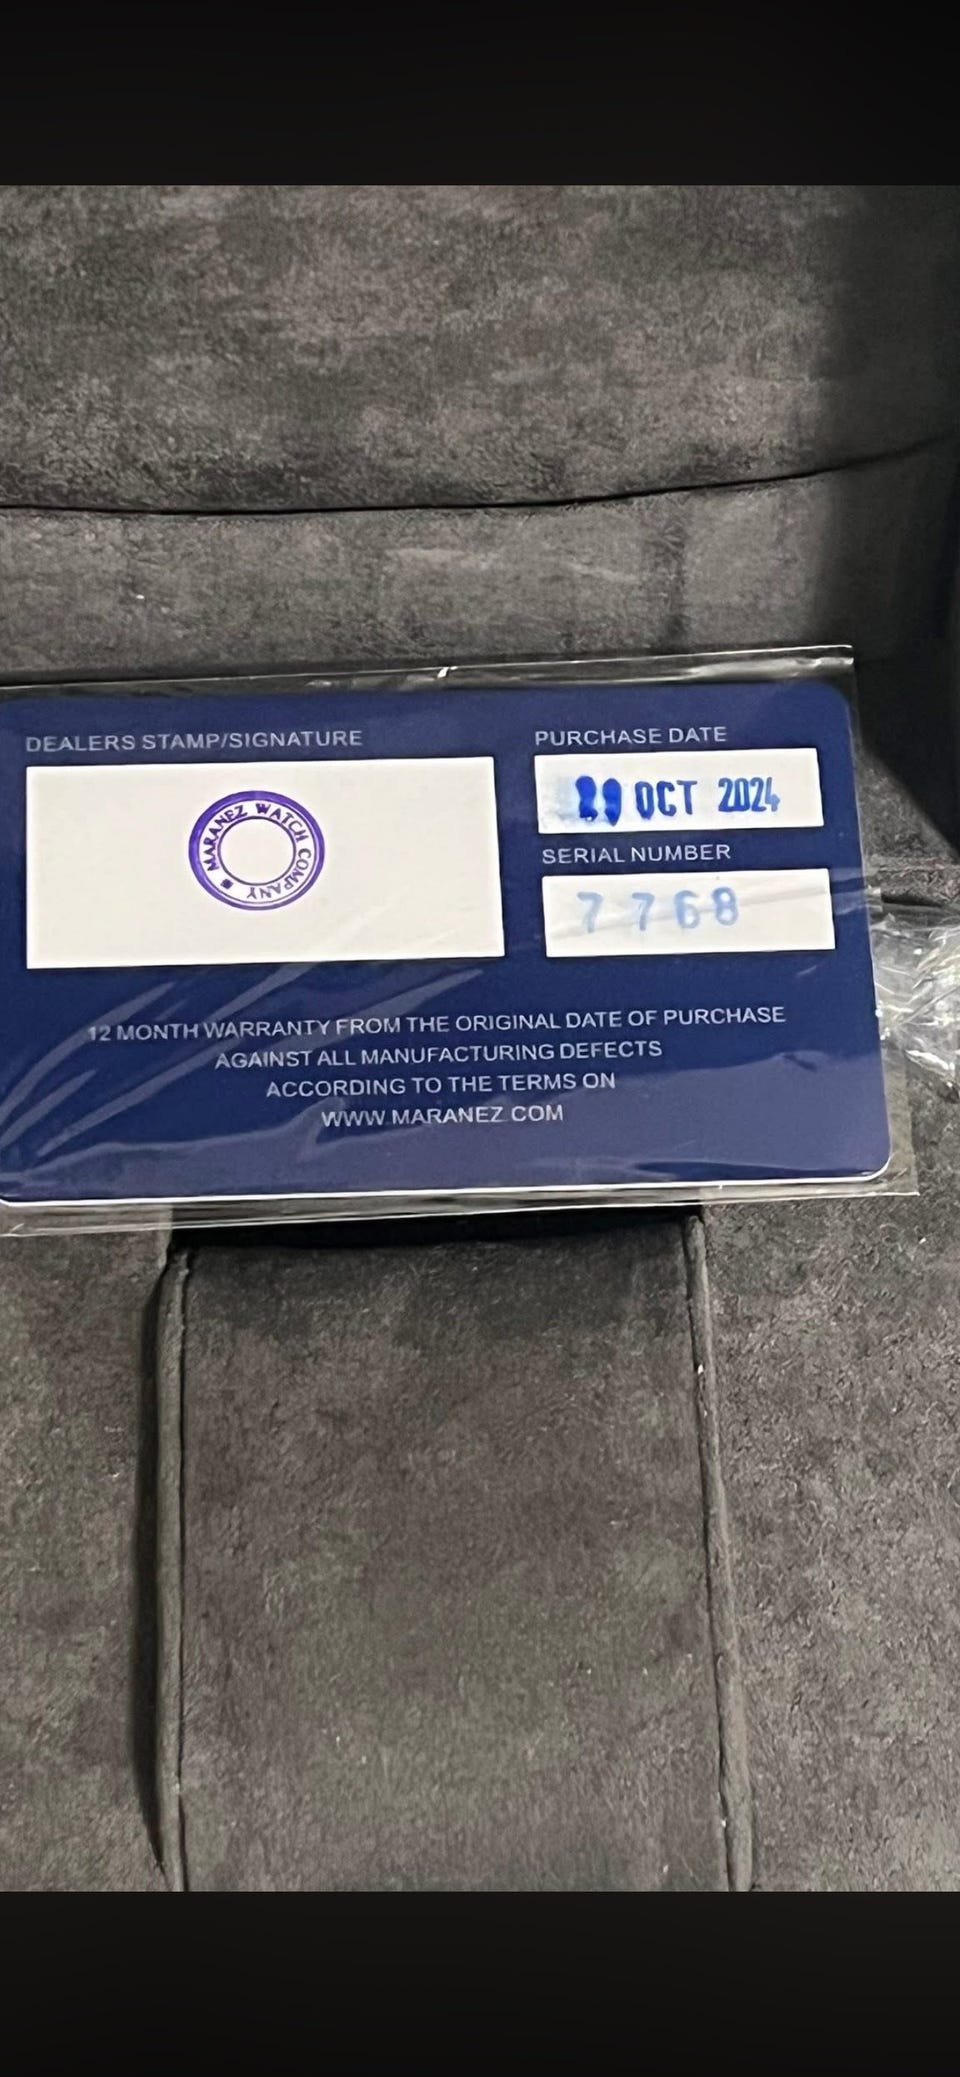 DEALERS STAMP/SIGNATURE
MARANEZ WATCH COMPANY
PURCHASE DATE
OCT 2024
SERIAL NUMBER
7768
12 MONTH WARRANTY FROM THE ORIGINAL DATE OF PURCHASE
AGAINST ALL MANUFACTURING DEFECTS
ACCORDING TO THE TERMS ON
WWW.MARANEZ.COM